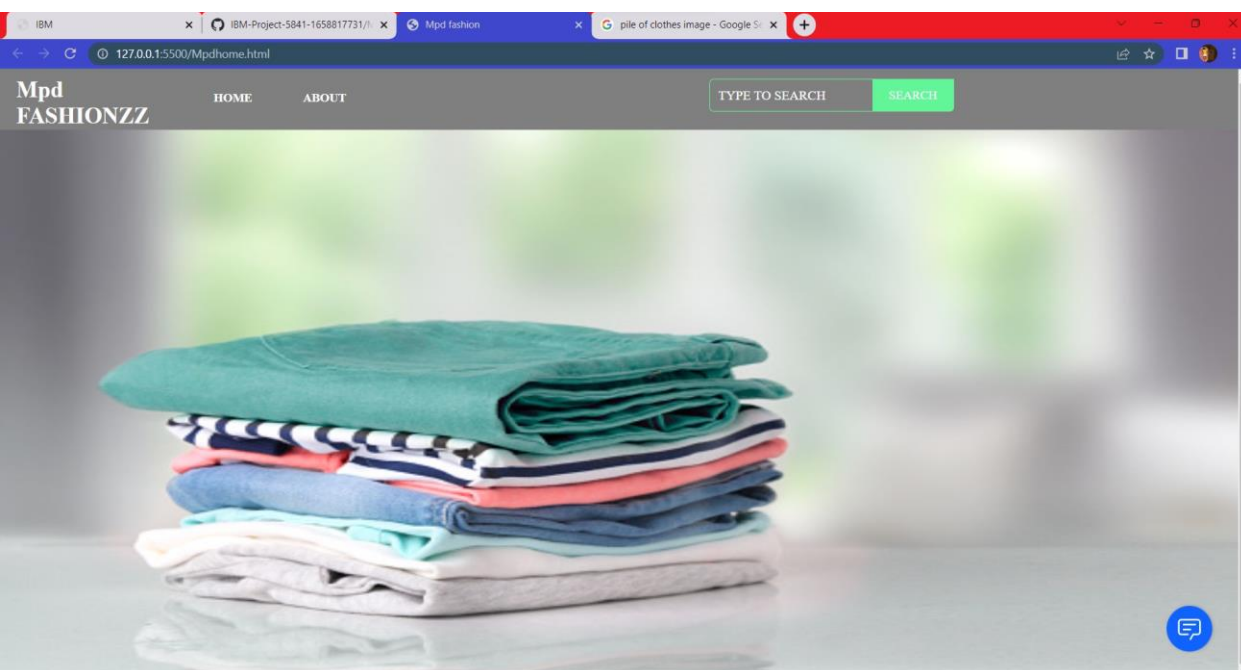 IBM
IBM-Project-5841-1658817731/
Mpd fashion
pile of clothes image - Google Se
127.0.0.1:5500/Mpdhome.html
Mpd
FASHIONZZ
HOME
ABOUT
TYPE TO SEARCH
SEARCH